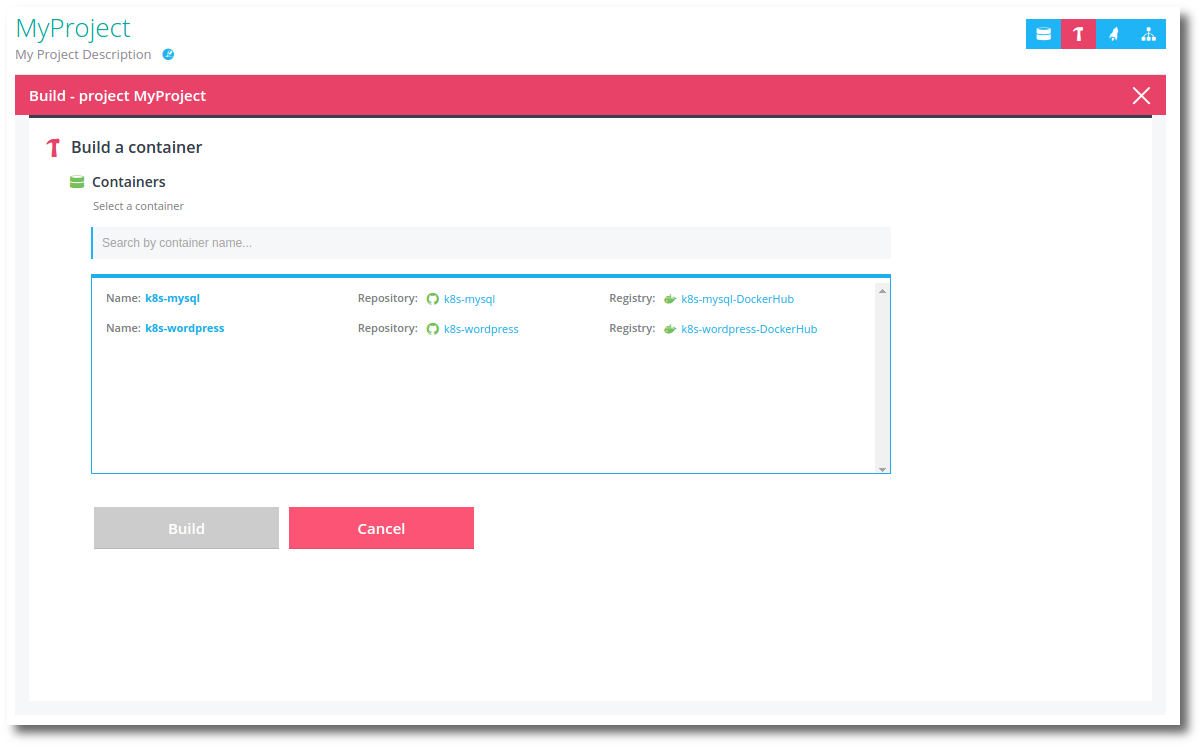 MyProject
My Project Description
Build - project MyProject
Build a container
Containers
Select a container
Search by container name...
Name: k8s-mysql Repository: k8s-mysql Registry: k8s-mysql-DockerHub
Name: k8s-wordpress Repository: k8s-wordpress Registry: k8s-wordpress-DockerHub
Build Cancel